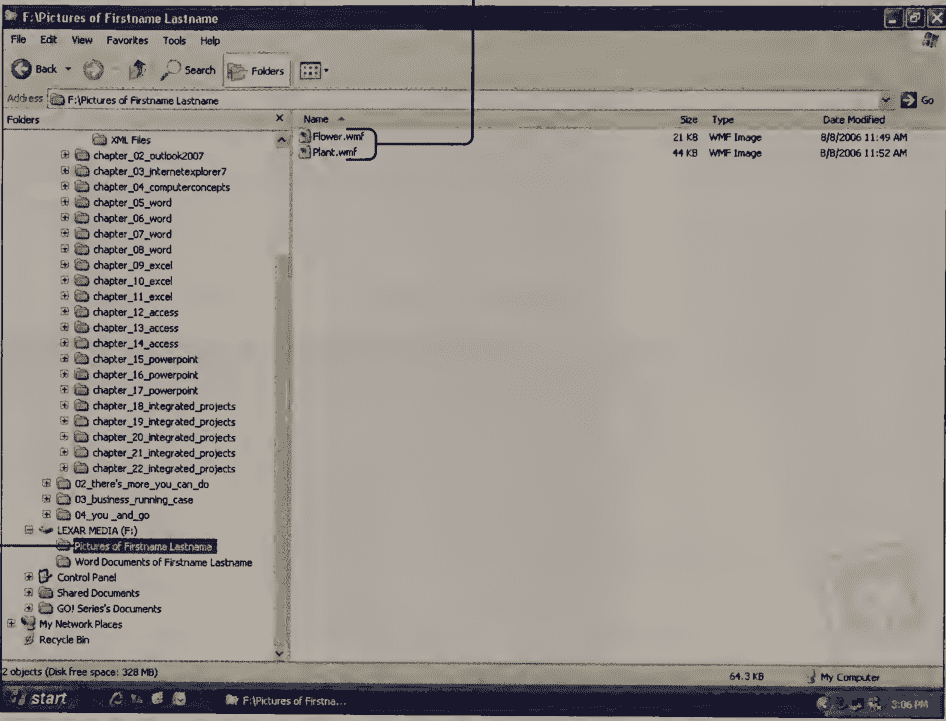 F:\Pictures of Firstname Lastname
File Edit View Favorites Tools Help
Back Search Folders
Address F:\Pictures of Firstname Lastname Go
Folders
XML Files
chapter_02_outlook2007
chapter_03_internetexplorer7
chapter_04_computerconcepts
chapter_05_word
chapter_06_word
chapter_07_word
chapter_08_word
chapter_09_excel
chapter_10_excel
chapter_11_excel
chapter_12_access
chapter_13_access
chapter_14_access
chapter_15_powerpoint
chapter_16_powerpoint
chapter_17_powerpoint
chapter_18_integrated_projects
chapter_19_integrated_projects
chapter_20_integrated_projects
chapter_21_integrated_projects
chapter_22_integrated_projects
02_there's_more_you_can_do
03_business_running_case
04_you _and_go
LEXAR MEDIA (F:)
Pictures of Firstname Lastname
Word Documents of Firstname Lastname
Control Panel
Shared Documents
GO! Series's Documents
My Network Places
Recycle Bin
Name Size Type Date Modified
Flower.wmf 21 KB WMF Image 8/8/2006 11:49 AM
Plant.wmf 44 KB WMF Image 8/8/2006 11:52 AM
2 objects (Disk free space: 328 MB) 64.3 KB My Computer
start F:\Pictures of Firstna... 3:06 PM